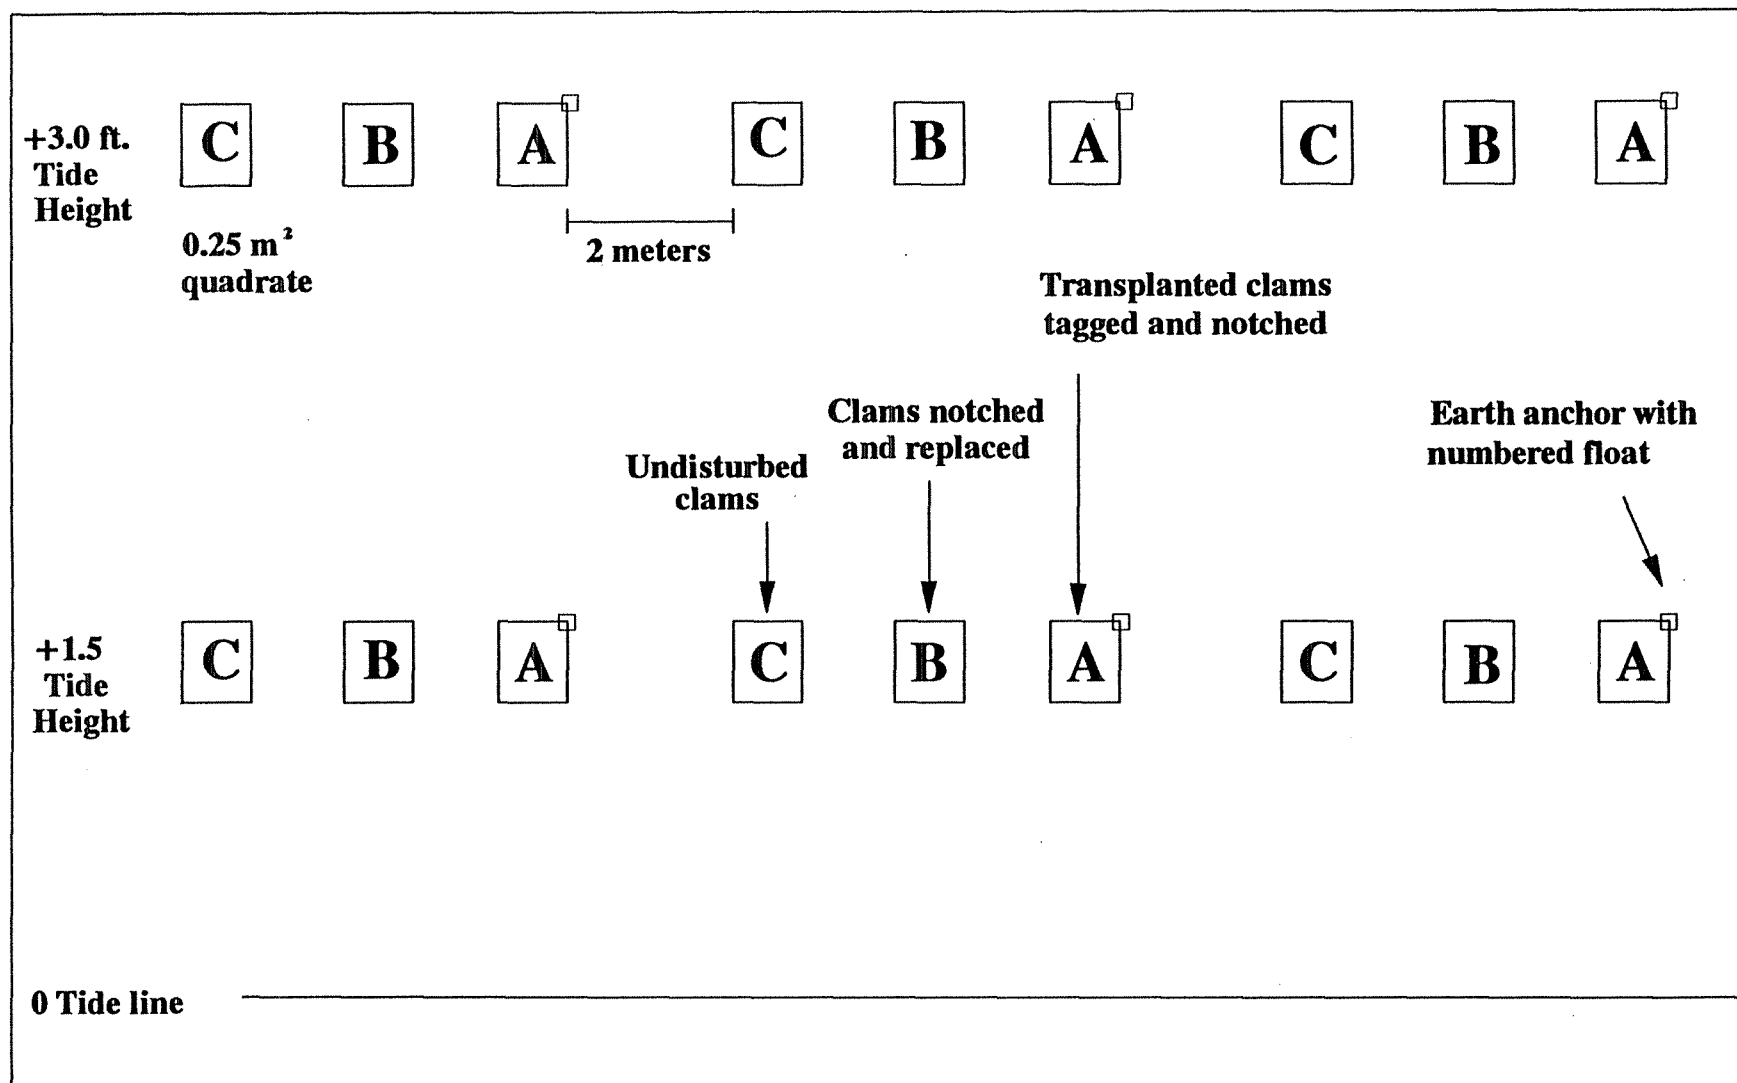 C B A C B A C B A
+3.0 ft.
Tide
Height
0.25 m²
quadrate
2 meters
Transplanted clams
tagged and notched
Clams notched
and replaced
Earth anchor with
numbered float
Undisturbed
clams
C B A C B A C B A
+1.5
Tide
Height
0 Tide line